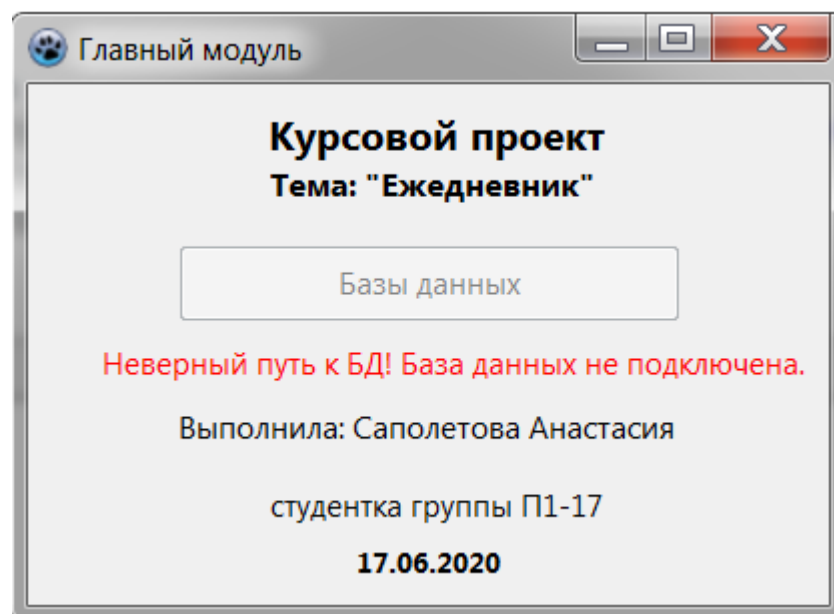 Главный модуль
Курсовой проект
Тема: "Ежедневник"
Базы данных
Неверный путь к БД! База данных не подключена.
Выполнила: Саполетова Анастасия
студентка группы П1-17
17.06.2020